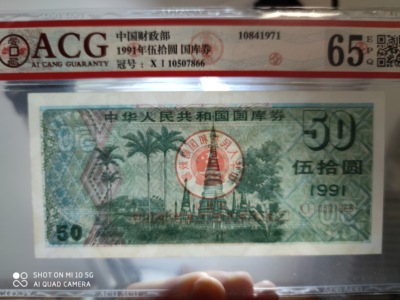 ACG
AI CANG GUARANTY
中国财政部
1991年伍拾圆 国库券
冠号：X I 10507866
10841971
65
EPQ
中华人民共和国国库券
50
伍拾圆
1991
50
SHOT ON MI 10 5G
AI QUAD CAMERA